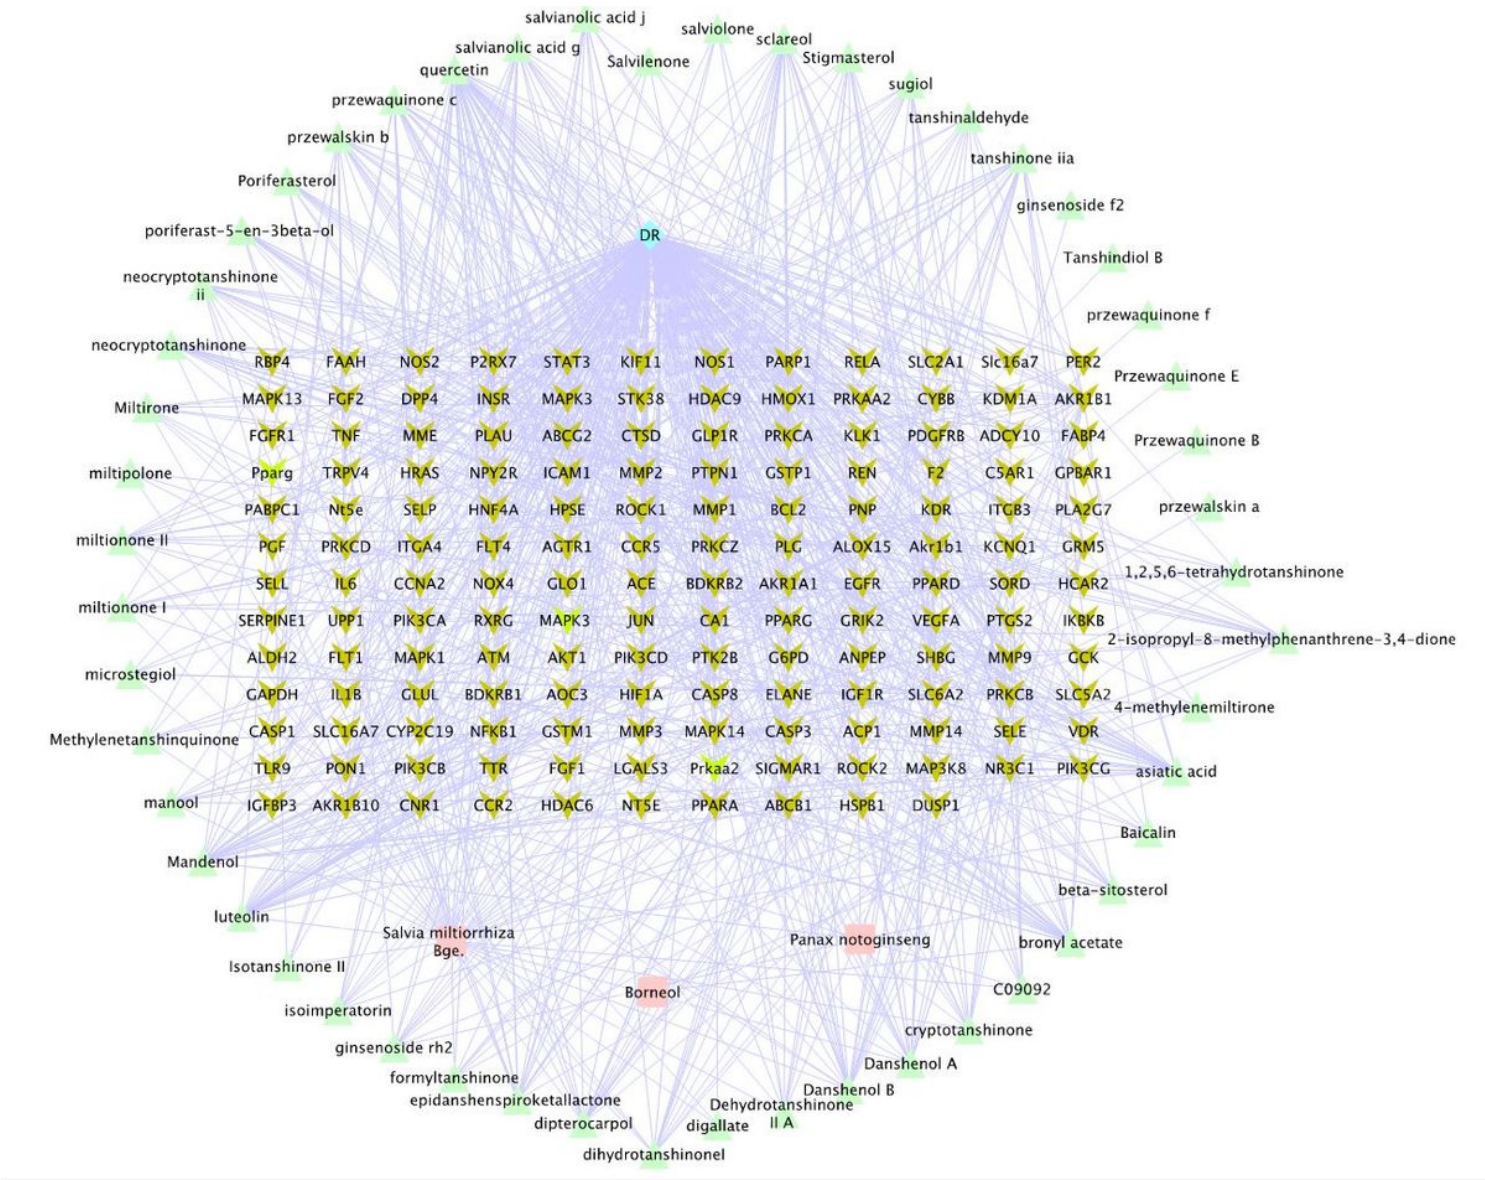 salvianolic acid j
salviolone
sclareol
salvianolic acid g
Salvilenone
Stigmasterol
quercetin
sugiol
przewaquinone c
tanshinaldehyde
przewalskin b
tanshinone iia
Poriferasterol
ginsenoside f2
poriferast-5-en-3beta-ol
DR
Tanshindiol B
neocryptotanshinone
ii
przewaquinone f
neocryptotanshinone
RBP4 FAAH NOS2 P2RX7 STAT3 KIF11 NOS1 PARP1 RELA SLC2A1 Slc16a7 PER2
Przewaquinone E
MAPK13 FGF2 DPP4 INSR MAPK3 STK38 HDAC9 HMOX1 PRKAA2 CYBB KDM1A AKR1B1
Miltirone
FGFR1 TNF MME PLAU ABCG2 CTSD GLP1R PRKCA KLK1 PDGFRB ADCY10 FABP4
Przewaquinone B
miltipolone
Pparg TRPV4 HRAS NPY2R ICAM1 MMP2 PTPN1 GSTP1 REN F2 C5AR1 GPBAR1
przewalskin a
PABPC1 Nt5e SELP HNF4A HPSE ROCK1 MMP1 BCL2 PNP KDR ITGB3 PLA2G7
miltionone II
PGF PRKCD ITGA4 FLT4 AGTR1 CCR5 PRKCZ PLG ALOX15 Akr1b1 KCNQ1 GRM5
1,2,5,6-tetrahydrotanshinone
SELL IL6 CCNA2 NOX4 GLO1 ACE BDKRB2 AKR1A1 EGFR PPARD SORD HCAR2
miltionone I
SERPINE1 UPP1 PIK3CA RXRG MAPK3 JUN CA1 PPARG GRIK2 VEGFA PTGS2 IKBKB
2-isopropyl-8-methylphenanthrene-3,4-dione
ALDH2 FLT1 MAPK1 ATM AKT1 PIK3CD PTK2B G6PD ANPEP SHBG MMP9 GCK
microstegiol
GAPDH IL1B GLUL BDKRB1 AOC3 HIF1A CASP8 ELANE IGF1R SLC6A2 PRKCB SLC5A2
4-methylenemiltirone
Methylenetanshinquinone
CASP1 SLC16A7 CYP2C19 NFKB1 GSTM1 MMP3 MAPK14 CASP3 ACP1 MMP14 SELE VDR
TLR9 PON1 PIK3CB TTR FGF1 LGALS3 Prkaa2 SIGMAR1 ROCK2 MAP3K8 NR3C1 PIK3CG
asiatic acid
manool
IGFBP3 AKR1B10 CNR1 CCR2 HDAC6 NT5E PPARA ABCB1 HSPB1 DUSP1
Baicalin
Mandenol
beta-sitosterol
luteolin
Salvia miltiorrhiza
Bge.
Panax notoginseng
bronyl acetate
Isotanshinone II
Borneol
C09092
isoimperatorin
cryptotanshinone
ginsenoside rh2
Danshenol A
formyltanshinone
Danshenol B
epidanshenspiroketallactone
Dehydrotanshinone
II A
dipterocarpol
digallate
dihydrotanshinoneI